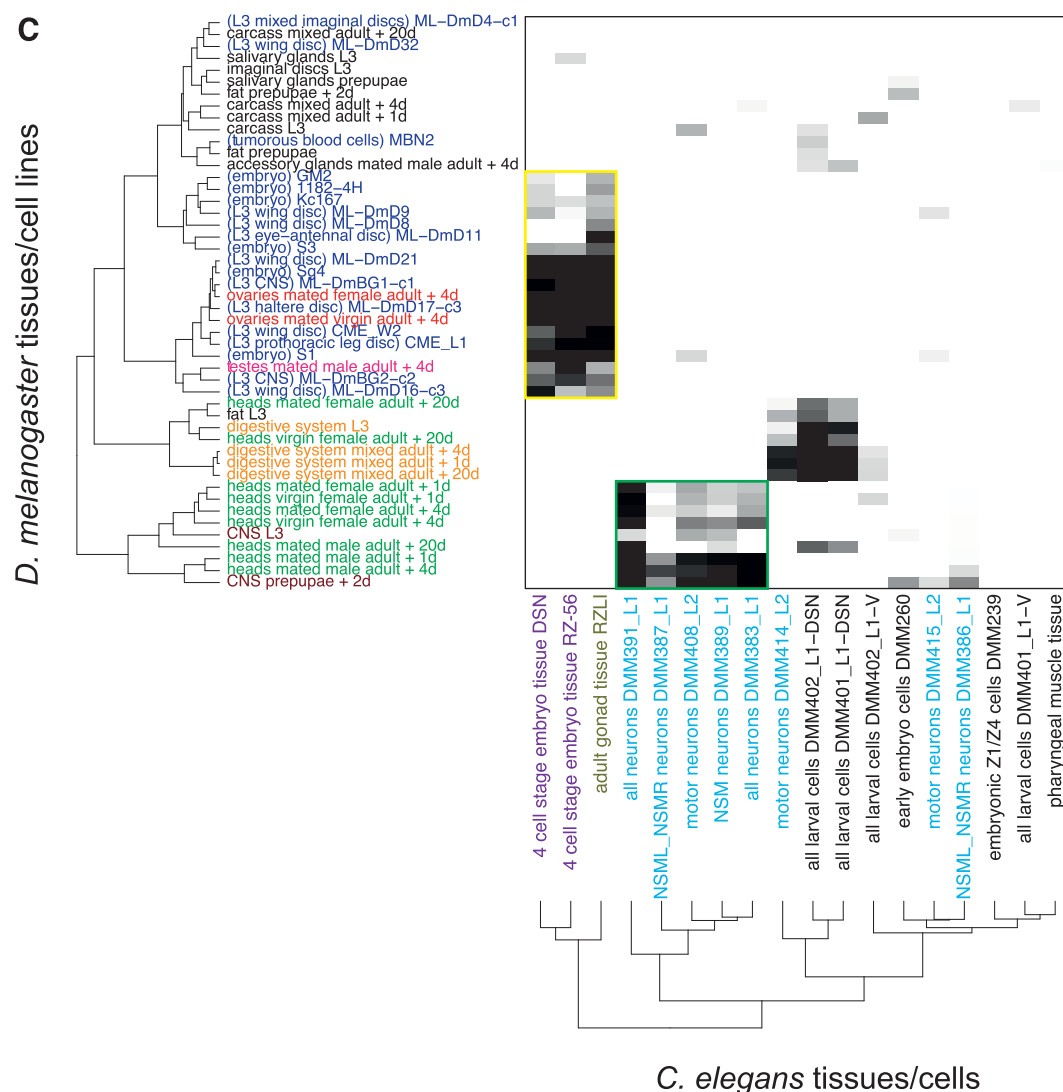 C
D. melanogaster tissues/cell lines
(L3 mixed imaginal discs) ML−DmD4−c1
carcass mixed adult + 20d
(L3 wing disc) ML−DmD32
salivary glands L3
imaginal discs L3
salivary glands prepupae
fat prepupae + 2d
carcass mixed adult + 4d
carcass mixed adult + 1d
carcass L3
(tumorous blood cells) MBN2
fat prepupae
accessory glands mated male adult + 4d
(embryo) GM2
(embryo) 1182−4H
(embryo) Kc167
(L3 wing disc) ML−DmD9
(L3 wing disc) ML−DmD8
(L3 eye−antennal disc) ML−DmD11
(embryo) S3
(L3 wing disc) ML−DmD21
(embryo) Sg4
(L3 CNS) ML−DmBG1−c1
ovaries mated female adult + 4d
(L3 haltere disc) ML−DmD17−c3
ovaries mated virgin adult + 4d
(L3 wing disc) CME_W2
(L3 prothoracic leg disc) CME_L1
(embryo) S1
testes mated male adult + 4d
(L3 CNS) ML−DmBG2−c2
(L3 wing disc) ML−DmD16−c3
heads mated female adult + 20d
fat L3
digestive system L3
heads virgin female adult + 20d
digestive system mixed adult + 4d
digestive system mixed adult + 1d
digestive system mixed adult + 20d
heads mated female adult + 1d
heads virgin female adult + 1d
heads mated female adult + 4d
heads virgin female adult + 4d
CNS L3
heads mated male adult + 20d
heads mated male adult + 1d
heads mated male adult + 4d
CNS prepupae + 2d
4 cell stage embryo tissue DSN
4 cell stage embryo tissue RZ-56
adult gonad tissue RZLI
all neurons DMM391_L1
NSML_NSMR neurons DMM387_L1
motor neurons DMM408_L2
NSM neurons DMM389_L1
all neurons DMM383_L1
motor neurons DMM414_L2
all larval cells DMM402_L1−DSN
all larval cells DMM401_L1−DSN
all larval cells DMM402_L1−V
early embryo cells DMM260
motor neurons DMM415_L2
NSML_NSMR neurons DMM386_L1
embryonic Z1/Z4 cells DMM239
all larval cells DMM401_L1−V
pharyngeal muscle tissue
C. elegans tissues/cells